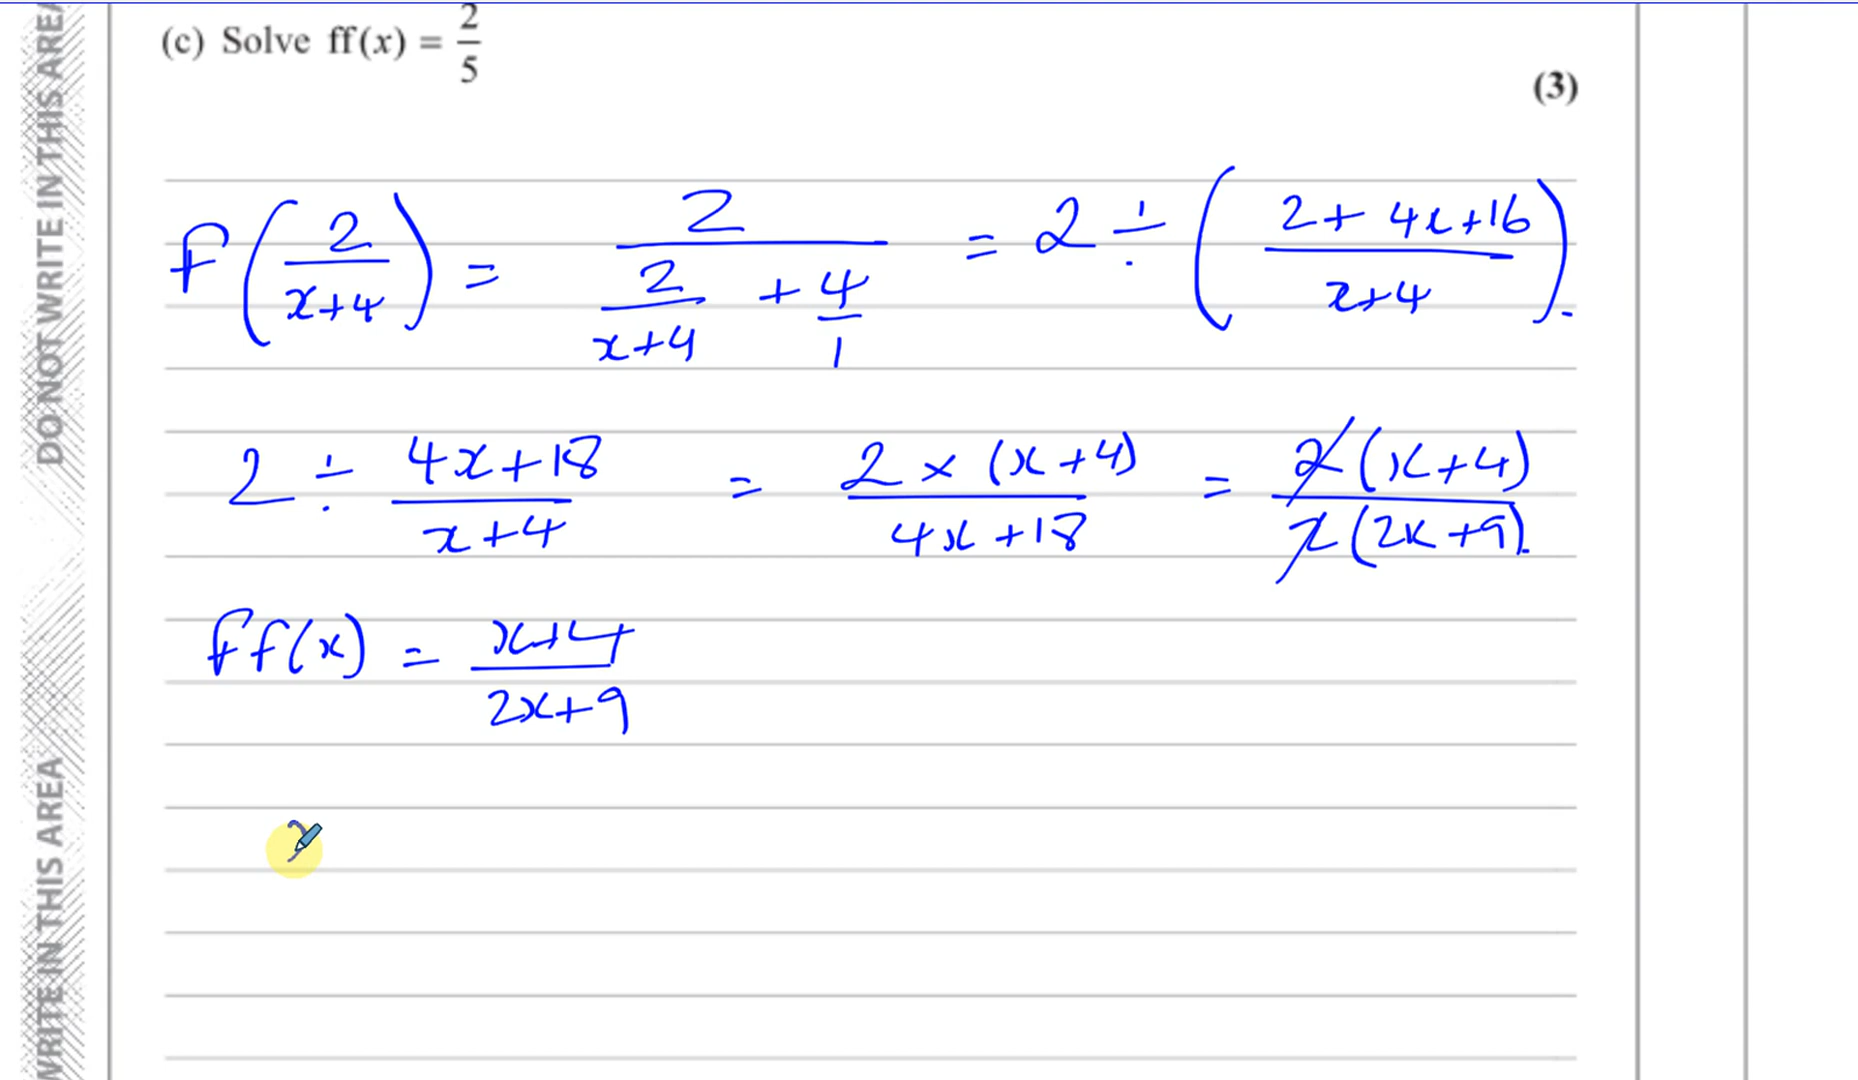 (c) Solve ff(x) = 2/5
(3)
f(2/(x+4)) = 2/(2/(x+4) + 4/1) = 2 ÷ ((2 + 4x+16)/(x+4)).
2 ÷ (4x+18)/(x+4) = (2 × (x+4))/(4x+18) = (2(x+4))/(2(2x+9)).
ff(x) = (x+4)/(2x+9)
DO NOT WRITE IN THIS AREA
WRITE IN THIS AREA